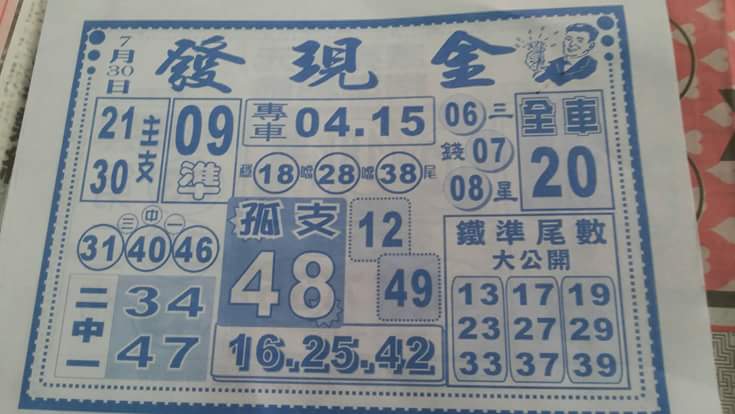 7月30日
發現金
21
30
主支
09
準
專車
04.15
06
07
08
三
錢
星
全車
20
18
28
38
尾
三中一
31 40 46
孤支
48
12
49
鐵準尾數
大公開
13 17 19
23 27 29
33 37 39
二中一
34
47
16.25.42